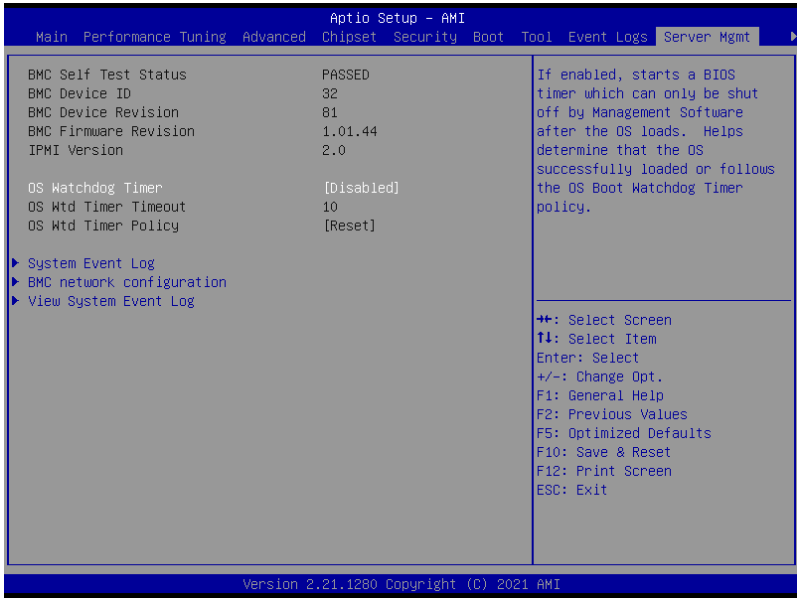 Aptio Setup – AMI
Main Performance Tuning Advanced Chipset Security Boot Tool Event Logs Server Mgmt
BMC Self Test Status PASSED
BMC Device ID 32
BMC Device Revision 81
BMC Firmware Revision 1.01.44
IPMI Version 2.0
OS Watchdog Timer [Disabled]
OS Wtd Timer Timeout 10
OS Wtd Timer Policy [Reset]
System Event Log
BMC network configuration
View System Event Log
If enabled, starts a BIOS
timer which can only be shut
off by Management Software
after the OS loads. Helps
determine that the OS
successfully loaded or follows
the OS Boot Watchdog Timer
policy.
→←: Select Screen
↑↓: Select Item
Enter: Select
+/-: Change Opt.
F1: General Help
F2: Previous Values
F5: Optimized Defaults
F10: Save & Reset
F12: Print Screen
ESC: Exit
Version 2.21.1280 Copyright (C) 2021 AMI